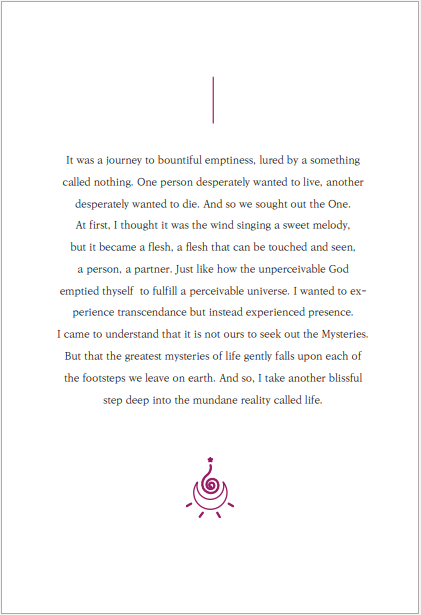 It was a journey to bountiful emptiness, lured by a something
called nothing. One person desperately wanted to live, another
desperately wanted to die. And so we sought out the One.
At first, I thought it was the wind singing a sweet melody,
but it became a flesh, a flesh that can be touched and seen,
a person, a partner. Just like how the unperceivable God
emptied thyself  to fulfill a perceivable universe. I wanted to ex-
perience transcendance but instead experienced presence.
I came to understand that it is not ours to seek out the Mysteries.
But that the greatest mysteries of life gently falls upon each of
the footsteps we leave on earth. And so, I take another blissful
step deep into the mundane reality called life.